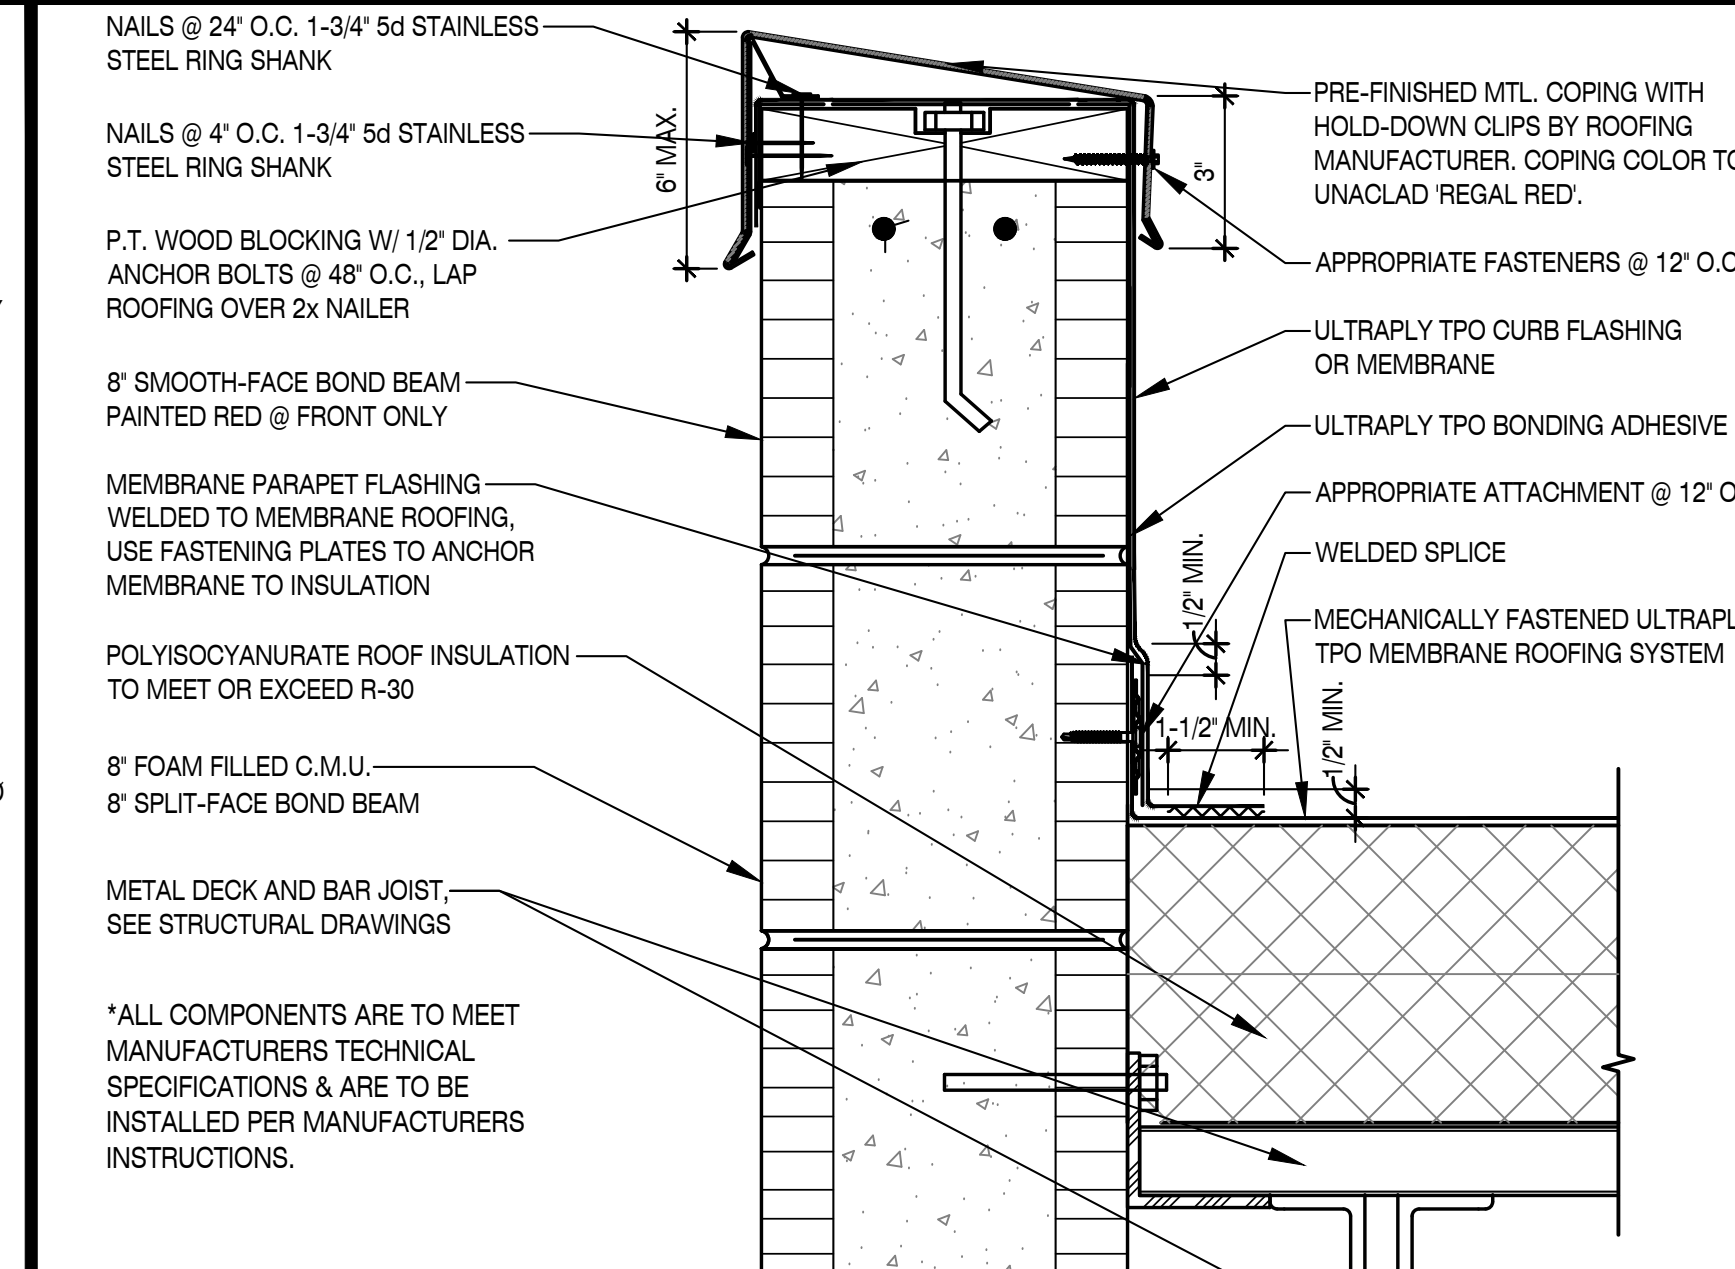 NAILS @ 24" O.C. 1-3/4" 5d STAINLESS
STEEL RING SHANK
NAILS @ 4" O.C. 1-3/4" 5d STAINLESS
STEEL RING SHANK
P.T. WOOD BLOCKING W/ 1/2" DIA.
ANCHOR BOLTS @ 48" O.C., LAP
ROOFING OVER 2x NAILER
8" SMOOTH-FACE BOND BEAM
PAINTED RED @ FRONT ONLY
MEMBRANE PARAPET FLASHING
WELDED TO MEMBRANE ROOFING,
USE FASTENING PLATES TO ANCHOR
MEMBRANE TO INSULATION
POLYISOCYANURATE ROOF INSULATION
TO MEET OR EXCEED R-30
8" FOAM FILLED C.M.U.
8" SPLIT-FACE BOND BEAM
METAL DECK AND BAR JOIST,
SEE STRUCTURAL DRAWINGS
*ALL COMPONENTS ARE TO MEET
MANUFACTURERS TECHNICAL
SPECIFICATIONS & ARE TO BE
INSTALLED PER MANUFACTURERS
INSTRUCTIONS.
6" MAX.
3"
PRE-FINISHED MTL. COPING WITH
HOLD-DOWN CLIPS BY ROOFING
MANUFACTURER. COPING COLOR TO
UNACLAD 'REGAL RED'.
APPROPRIATE FASTENERS @ 12" O.C
ULTRAPLY TPO CURB FLASHING
OR MEMBRANE
ULTRAPLY TPO BONDING ADHESIVE
APPROPRIATE ATTACHMENT @ 12" O
WELDED SPLICE
MECHANICALLY FASTENED ULTRAPL
TPO MEMBRANE ROOFING SYSTEM
1/2" MIN.
1-1/2" MIN.
1/2" MIN.